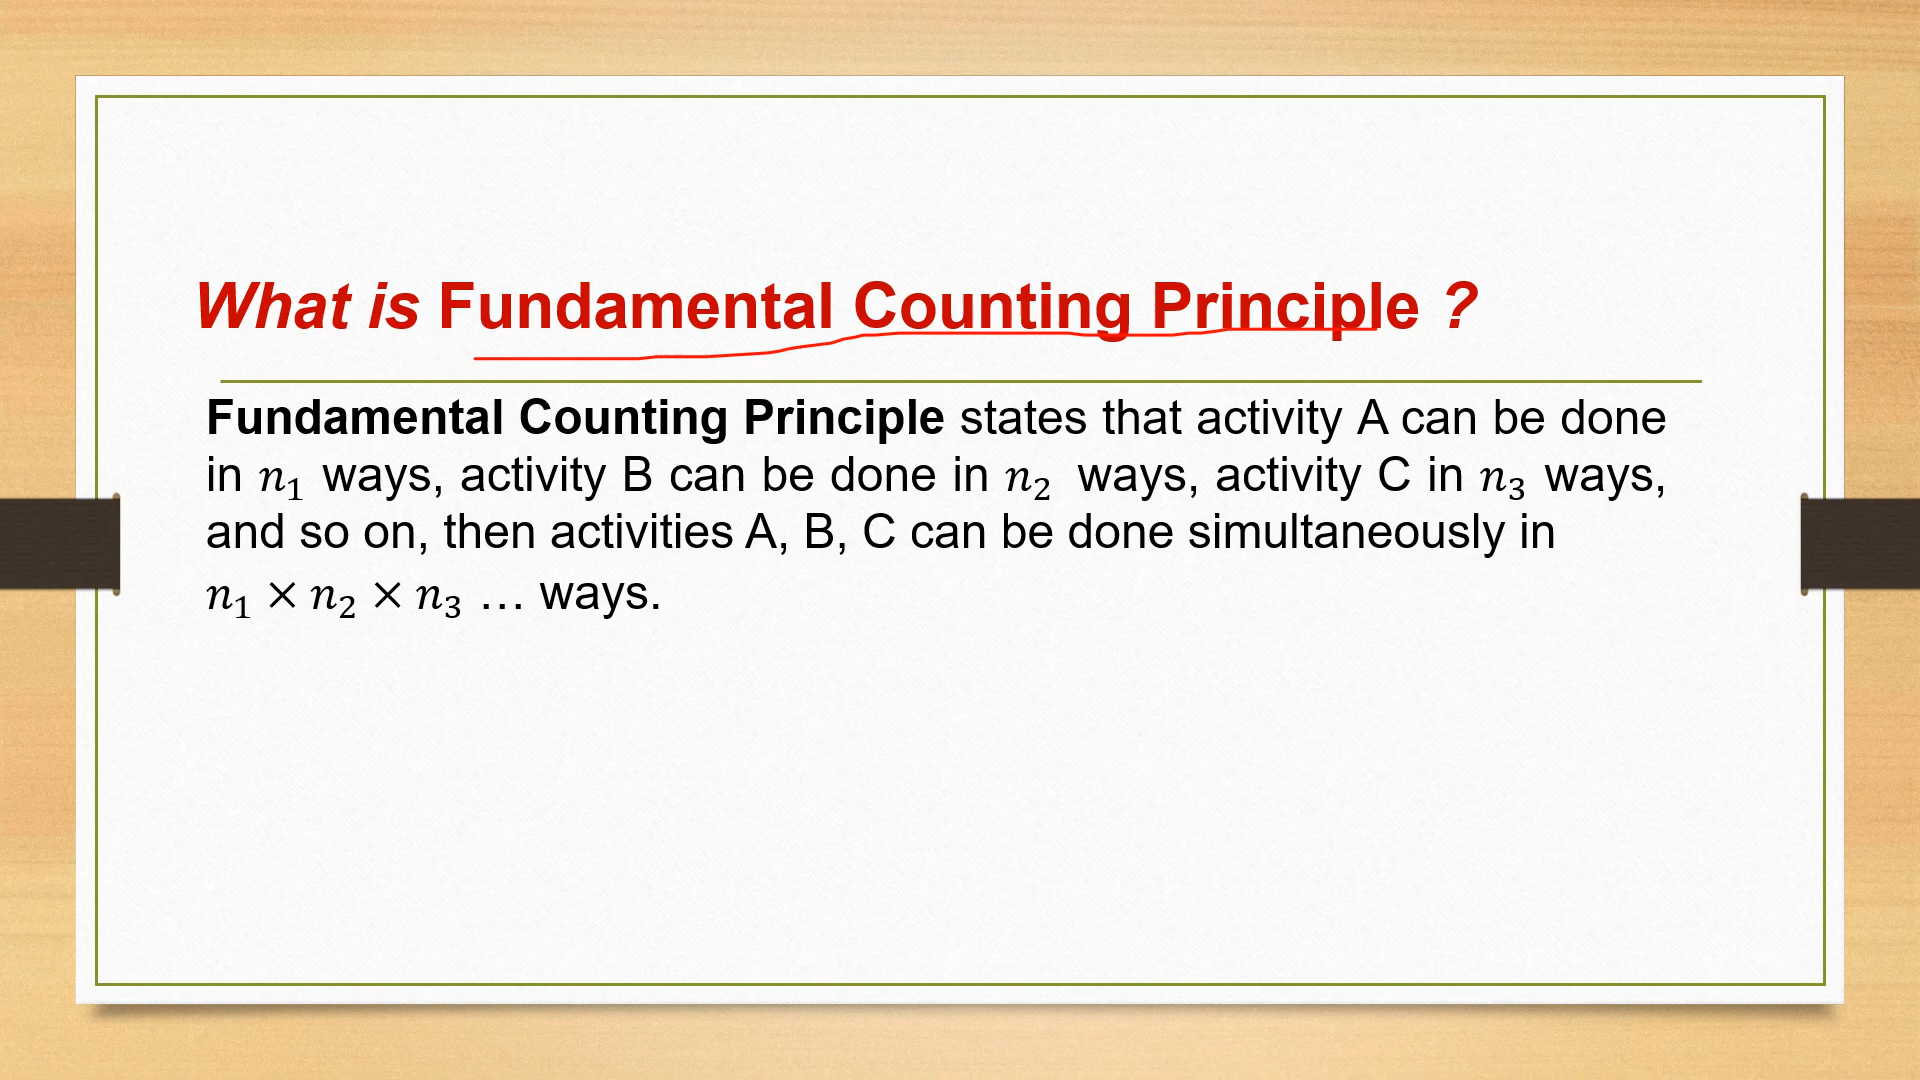 What is Fundamental Counting Principle ?
Fundamental Counting Principle states that activity A can be done
in 𝑛₁ ways, activity B can be done in 𝑛₂ ways, activity C in 𝑛₃ ways,
and so on, then activities A, B, C can be done simultaneously in
𝑛₁ × 𝑛₂ × 𝑛₃ … ways.